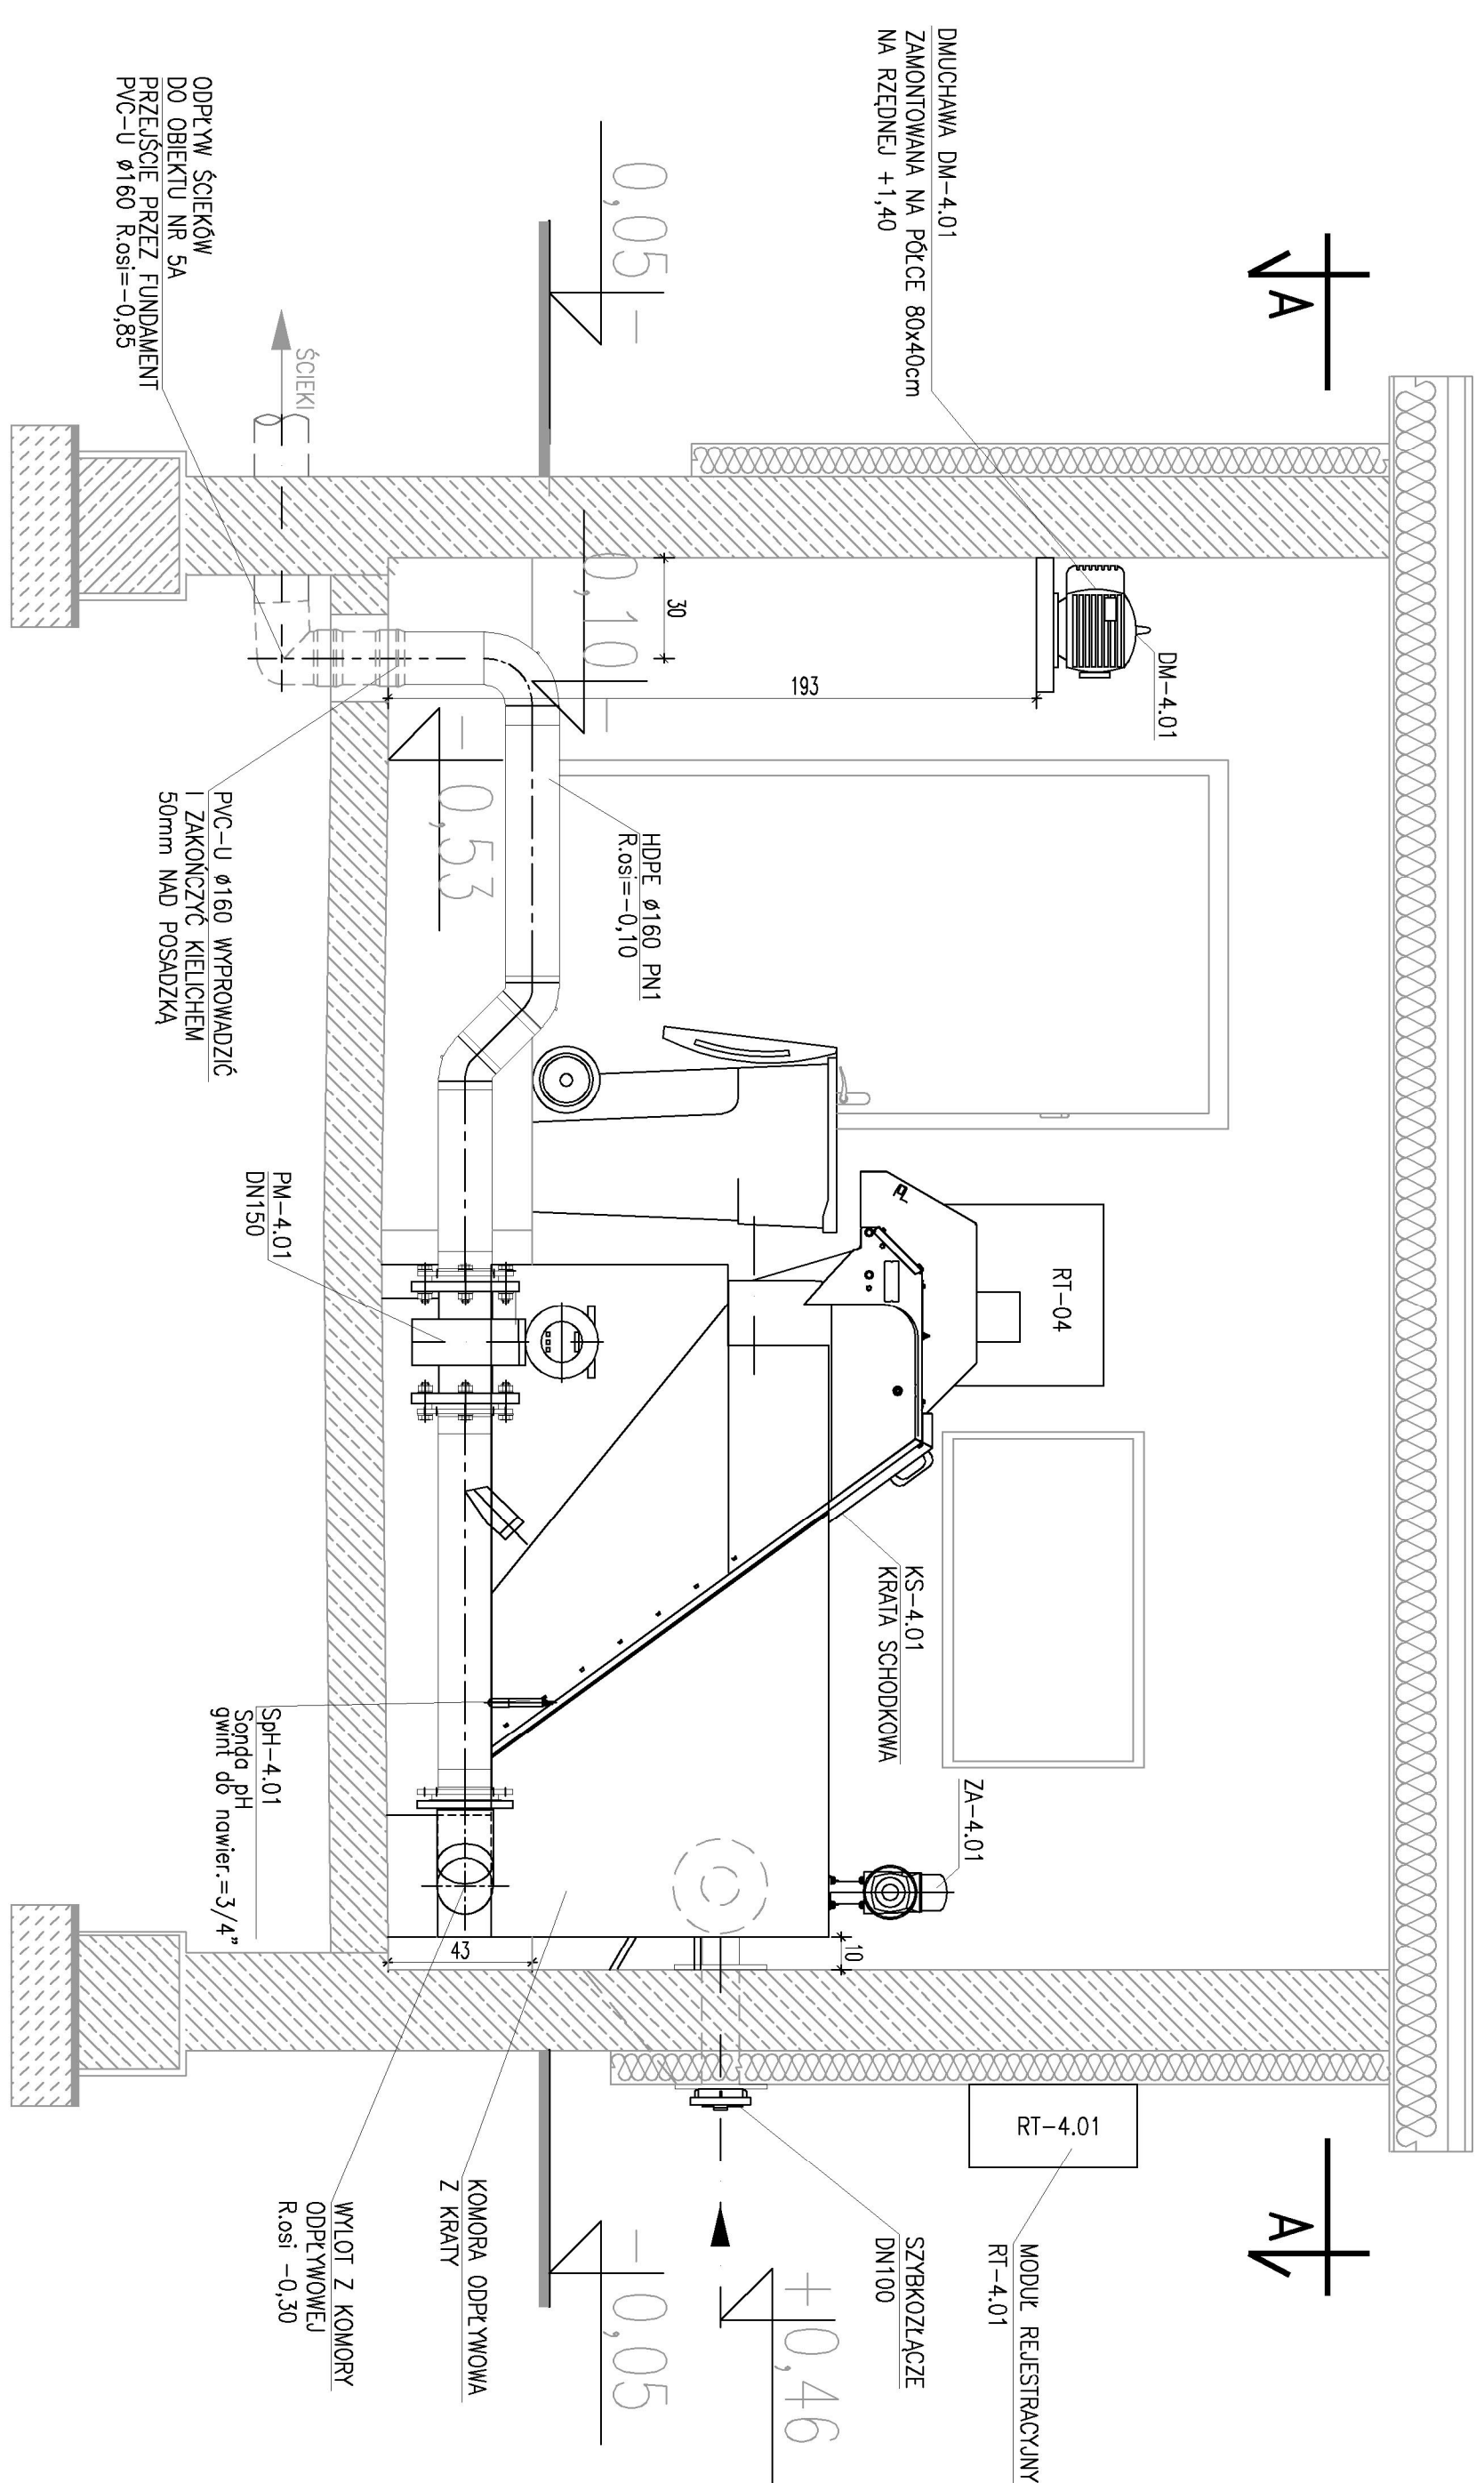 A
A
DMUCHAWA DM-4.01
ZAMONTOWANA NA PÓŁCE 80x40cm
NA RZĘDNEJ +1,40
DM-4.01
RT-04
RT-4.01
MODUŁ REJESTRACYJNY
RT-4.01
ZA-4.01
SZYBKOZŁĄCZE
DN100
KS-4.01
KRATA SCHODKOWA
+0,46
193
10
30
HDPE ø160 PN1
R.osi=-0,10
-0,05
-0,10
-0,53
-0,05
43
KOMORA ODPŁYWOWA
Z KRATY
WYLOT Z KOMORY
ODPŁYWOWEJ
R.osi -0,30
ŚCIEKI
ODPŁYW ŚCIEKÓW
DO OBIEKTU NR 5A
PRZEJŚCIE PRZEZ FUNDAMENT
PVC-U ø160 R.osi=-0,85
PVC-U ø160 WYPROWADZIĆ
I ZAKOŃCZYĆ KIELICHEM
50mm NAD POSADZKĄ
PM-4.01
DN150
SpH-4.01
Sonda pH
gwint do nawier.=3/4"